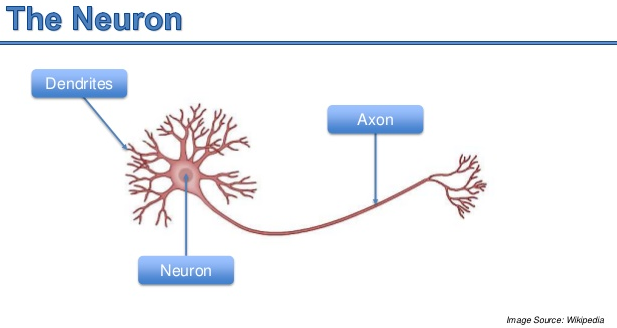 The Neuron
Dendrites
Axon
Neuron
Image Source: Wikipedia